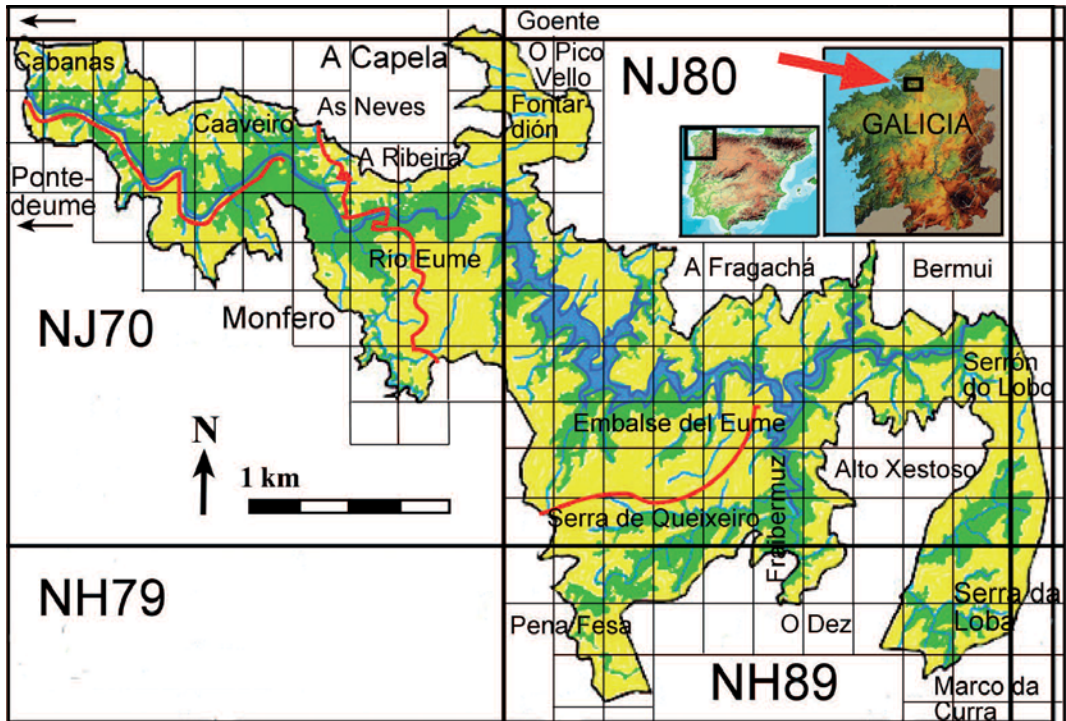 Goente
Cabanas
A Capela
O Pico
Vello
NJ80
As Neves
Fontar-
dión
Caaveiro
GALICIA
A Ribeira
Ponte-
deume
Río Eume
A Fragachá
Bermui
NJ70
Monfero
Serrón
do Lobo
N
Embalse del Eume
1 km
Alto Xestoso
Serra de Queixeiro
Fraibermuz
NH79
Serra da
Loba
Pena Fesa
O Dez
NH89
Marco da
Curra